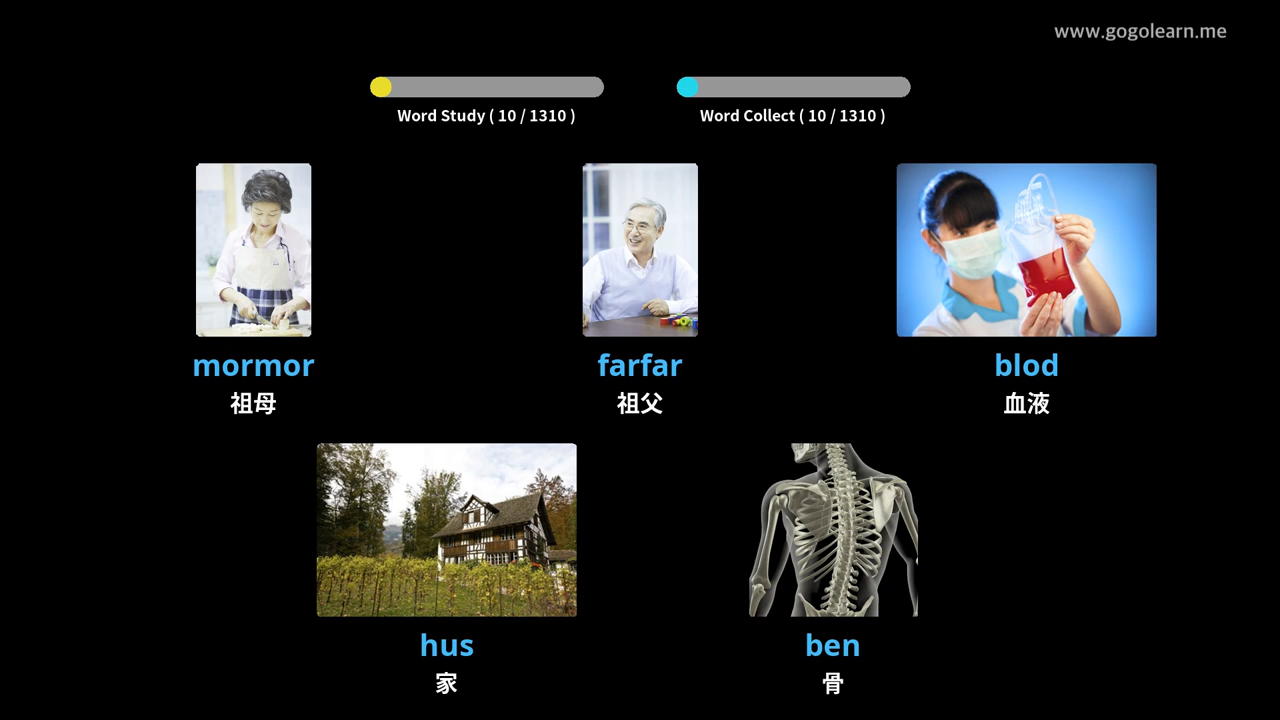 www.gogolearn.me
Word Study ( 10 / 1310 )
Word Collect ( 10 / 1310 )
mormor
祖母
farfar
祖父
blod
血液
hus
家
ben
骨